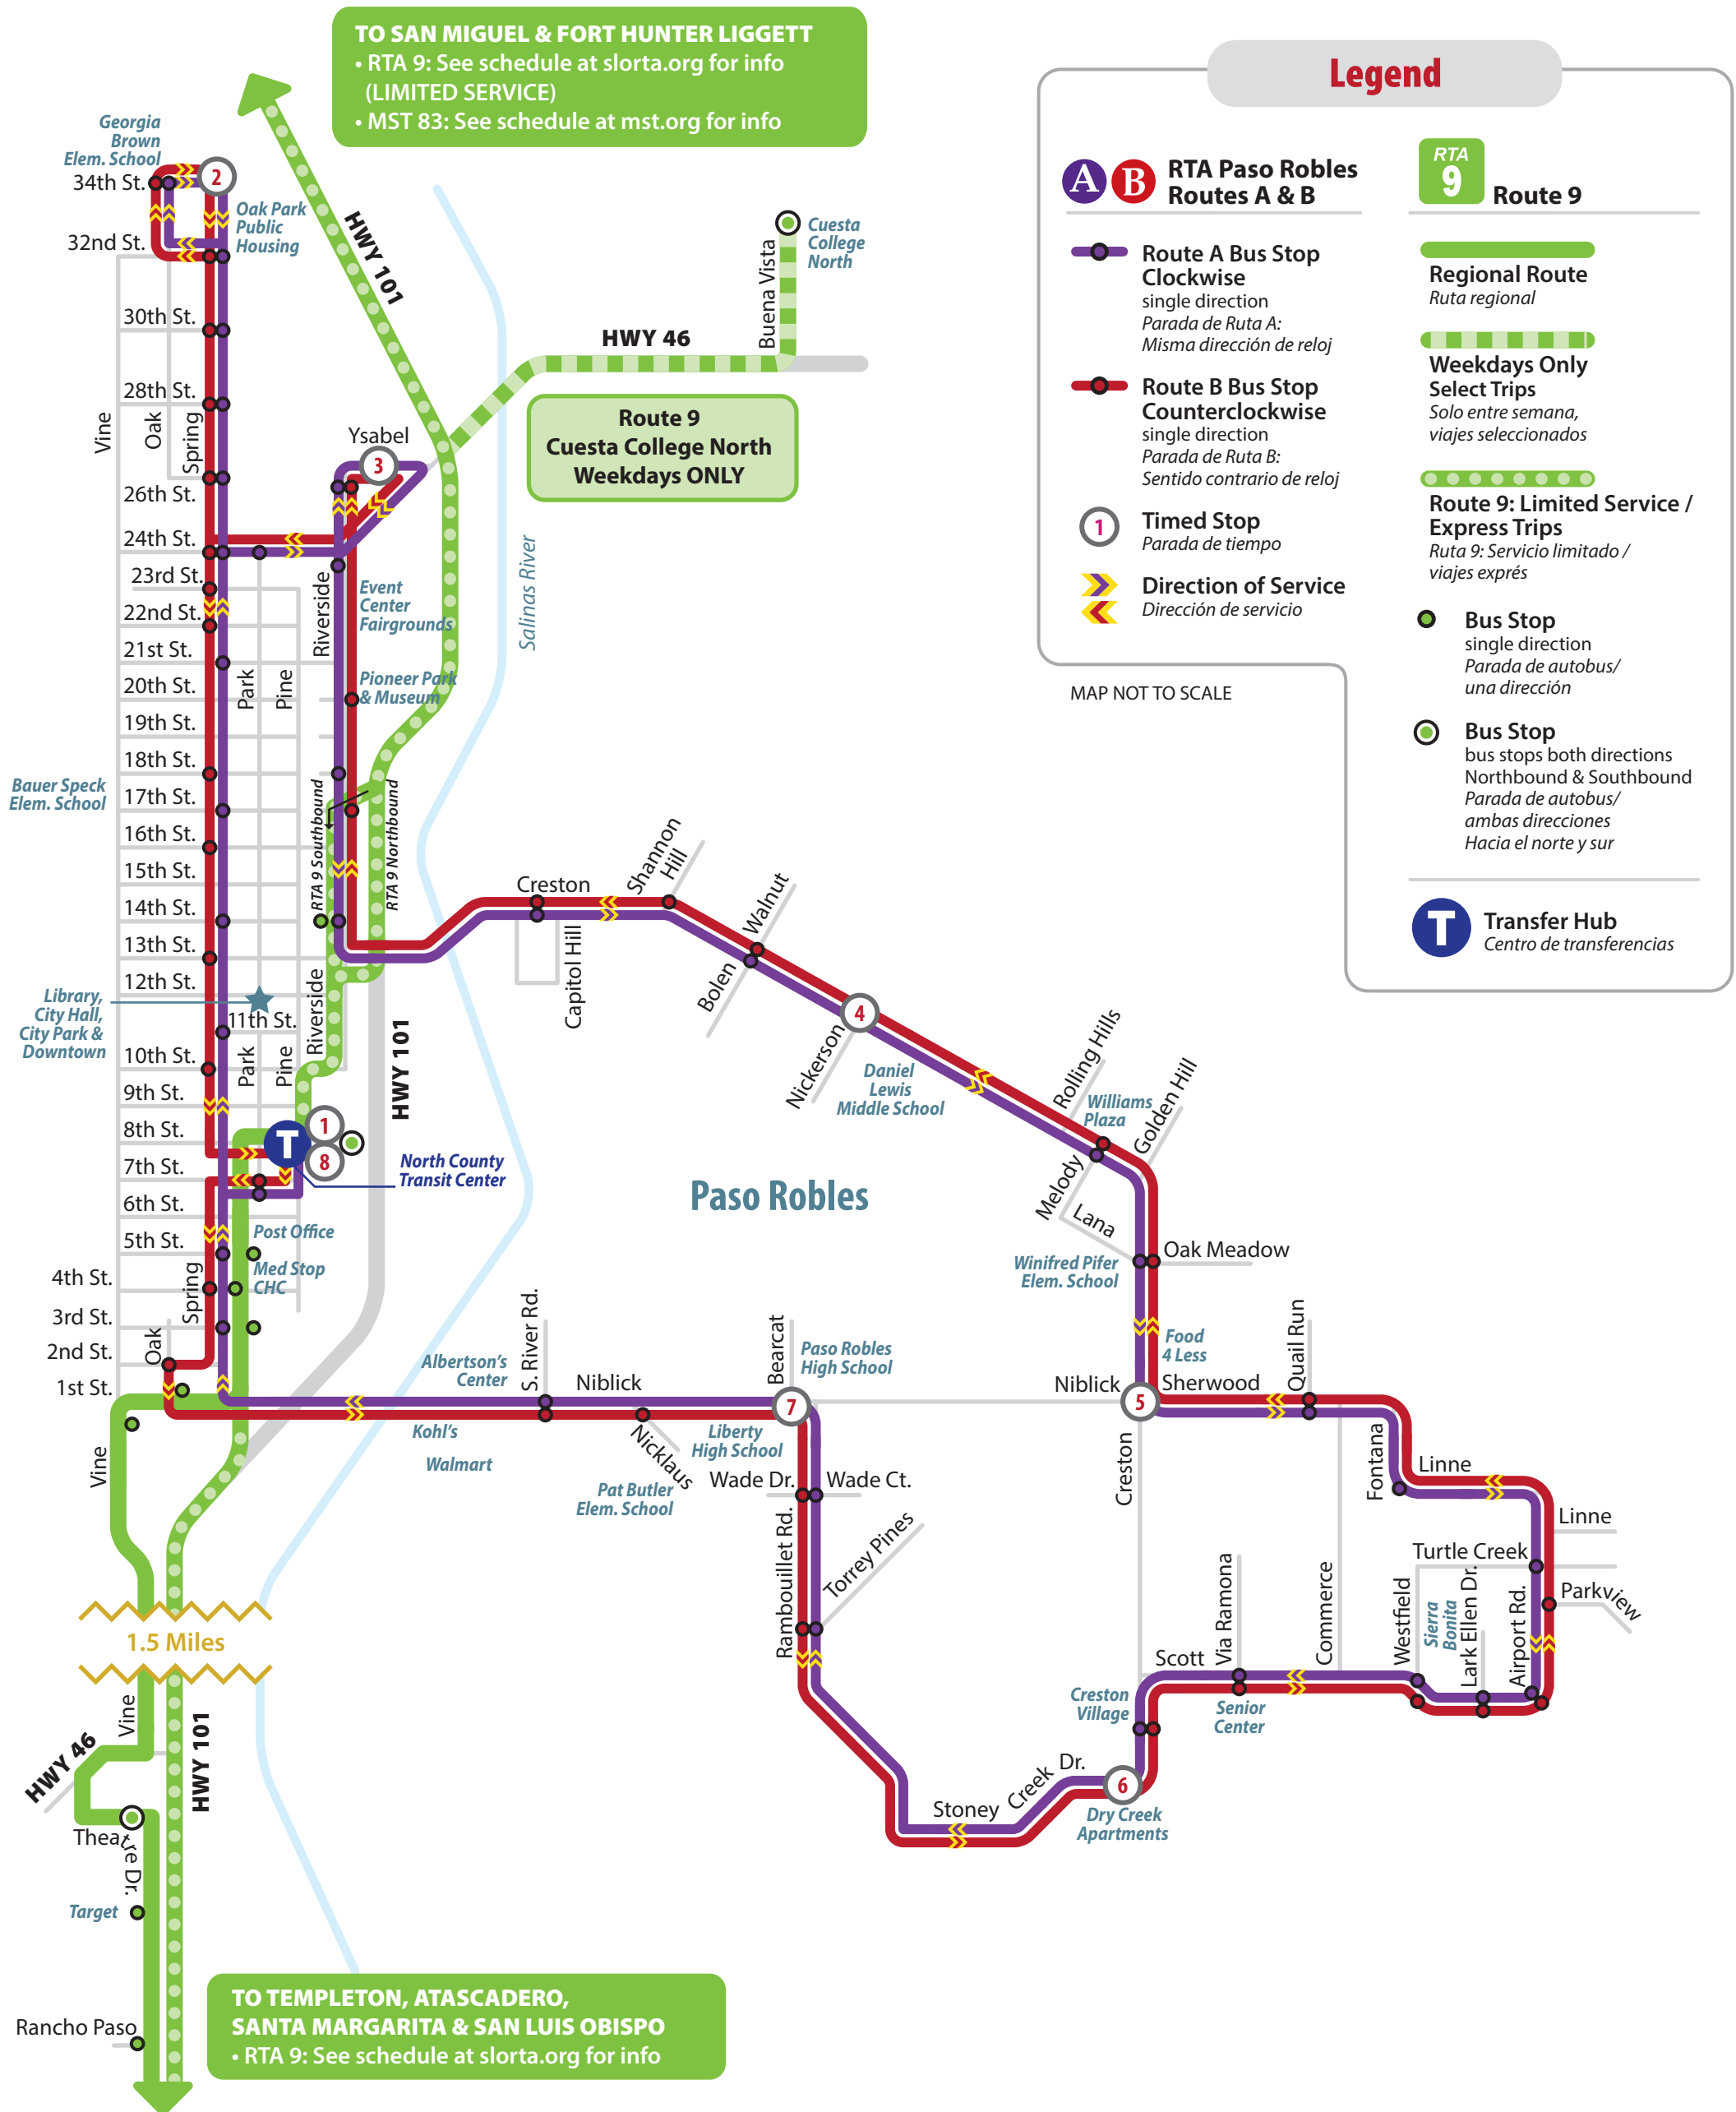 TO SAN MIGUEL & FORT HUNTER LIGGETT
• RTA 9: See schedule at slorta.org for info
(LIMITED SERVICE)
• MST 83: See schedule at mst.org for info
Georgia
Brown
Elem. School
34th St.
2
Oak Park
Public
Housing
32nd St.
30th St.
28th St.
Vine
Oak
Spring
26th St.
24th St.
23rd St.
22nd St.
21st St.
20th St.
19th St.
18th St.
17th St.
16th St.
15th St.
14th St.
13th St.
12th St.
11th St.
10th St.
9th St.
8th St.
7th St.
6th St.
5th St.
4th St.
3rd St.
2nd St.
1st St.
HWY 101
Cuesta
College
North
Buena Vista
HWY 46
Route 9
Cuesta College North
Weekdays ONLY
Ysabel
3
Riverside
Event
Center
Fairgrounds
Salinas River
Park
Pine
Pioneer Park
& Museum
Bauer Speck
Elem. School
RTA 9 Southbound
RTA 9 Northbound
Library,
City Hall,
City Park &
Downtown
Riverside
Park
Pine
HWY 101
T
1
8
North County
Transit Center
Post Office
Med Stop
CHC
Spring
Oak
Vine
Creston
Shannon
Hill
Capitol Hill
Walnut
Bolen
4
Nickerson
Daniel
Lewis
Middle School
Rolling Hills
Williams
Plaza
Golden Hill
Melody
Lana
Paso Robles
Winifred Pifer
Elem. School
Oak Meadow
Food
4 Less
Niblick
5
Sherwood
Quail Run
Creston
Fontana
Linne
Linne
Turtle Creek
Parkview
Airport Rd.
Lark Ellen Dr.
Sierra
Bonita
Westfield
Commerce
Via Ramona
Scott
Senior
Center
Creston
Village
6
Dry Creek
Apartments
Stoney
Creek
Dr.
Albertson's
Center
S. River Rd.
Niblick
Bearcat
Paso Robles
High School
7
Kohl's
Walmart
Nicklaus
Liberty
High School
Pat Butler
Elem. School
Wade Dr.
Wade Ct.
Rambouillet Rd.
Torrey Pines
1.5 Miles
Vine
HWY 46
HWY 101
Theatre Dr.
Target
Rancho Paso
TO TEMPLETON, ATASCADERO,
SANTA MARGARITA & SAN LUIS OBISPO
• RTA 9: See schedule at slorta.org for info
Legend
A B RTA Paso Robles
Routes A & B
Route A Bus Stop
Clockwise
single direction
Parada de Ruta A:
Misma dirección de reloj
Route B Bus Stop
Counterclockwise
single direction
Parada de Ruta B:
Sentido contrario de reloj
1
Timed Stop
Parada de tiempo
Direction of Service
Dirección de servicio
MAP NOT TO SCALE
RTA
9 Route 9
Regional Route
Ruta regional
Weekdays Only
Select Trips
Solo entre semana,
viajes seleccionados
Route 9: Limited Service /
Express Trips
Ruta 9: Servicio limitado /
viajes exprés
Bus Stop
single direction
Parada de autobus/
una dirección
Bus Stop
bus stops both directions
Northbound & Southbound
Parada de autobus/
ambas direcciones
Hacia el norte y sur
T
Transfer Hub
Centro de transferencias